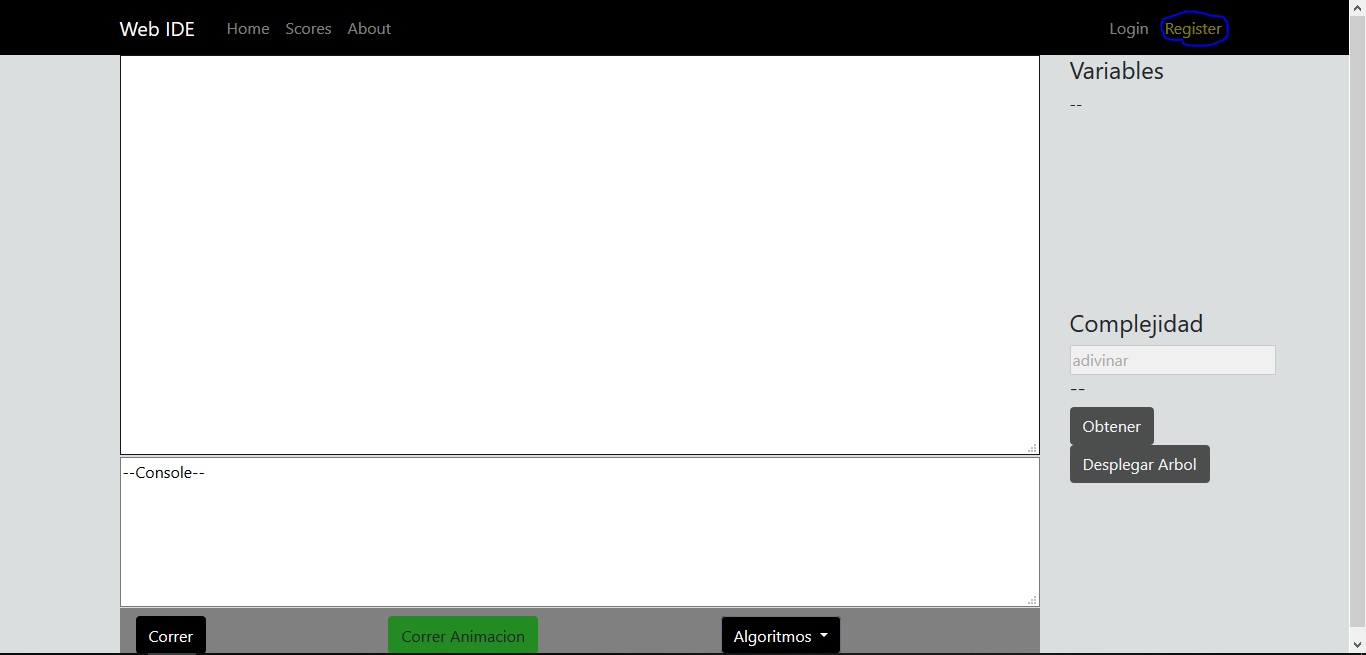 Web IDE Home Scores About Login Register
Variables
--
Complejidad
adivinar
--
Obtener
Desplegar Arbol
--Console--
Correr Correr Animacion Algoritmos